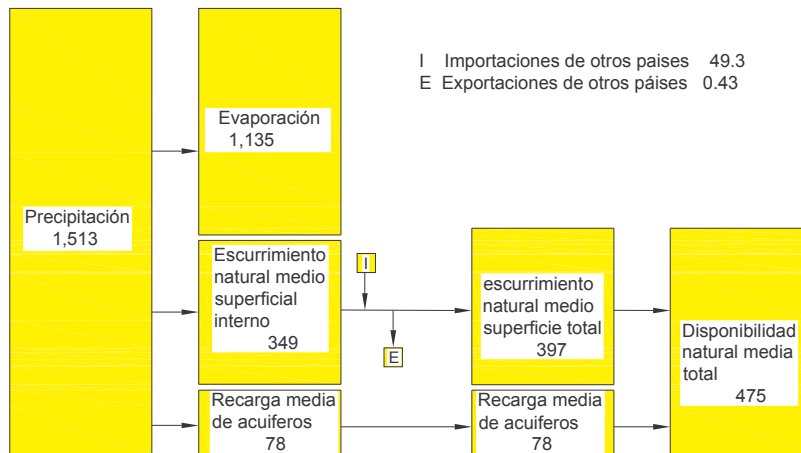 I Importaciones de otros paises 49.3
E Exportaciones de otros páises 0.43
Evaporación
1,135
Precipitación
1,513
Escurrimiento
natural medio
superficial
interno
349
I
E
escurrimiento
natural medio
superficie total
397
Disponibilidad
natural media
total
475
Recarga media
de acuiferos
78
Recarga media
de acuiferos
78